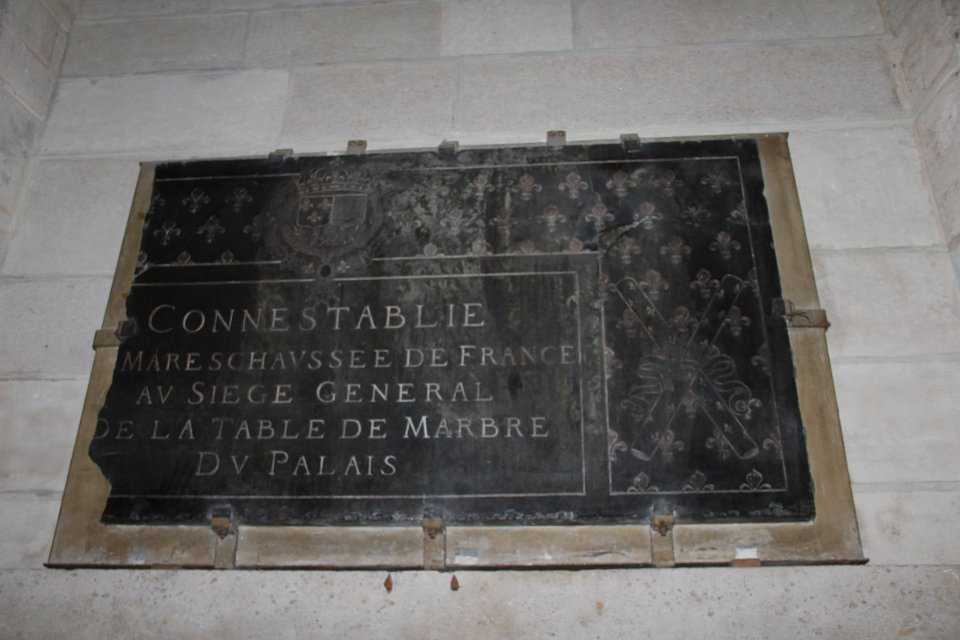 CONNESTABLIE
MARESCHAVSSEE DE FRANCE
AV SIEGE GENERAL
DE LA TABLE DE MARBRE
DV PALAIS